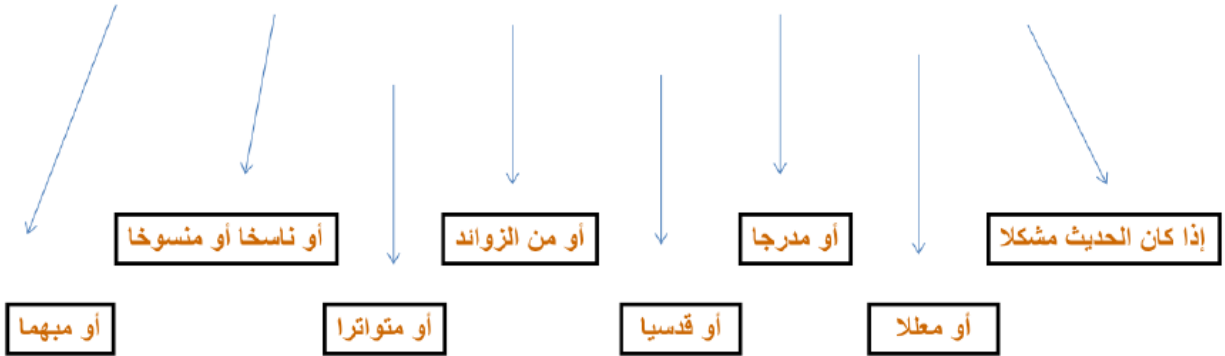 إذا كان الحديث مشكلا
أو معللا
أو مدرجا
أو قدسيا
أو من الزوائد
أو متواترا
أو ناسخا أو منسوخا
أو مبهما